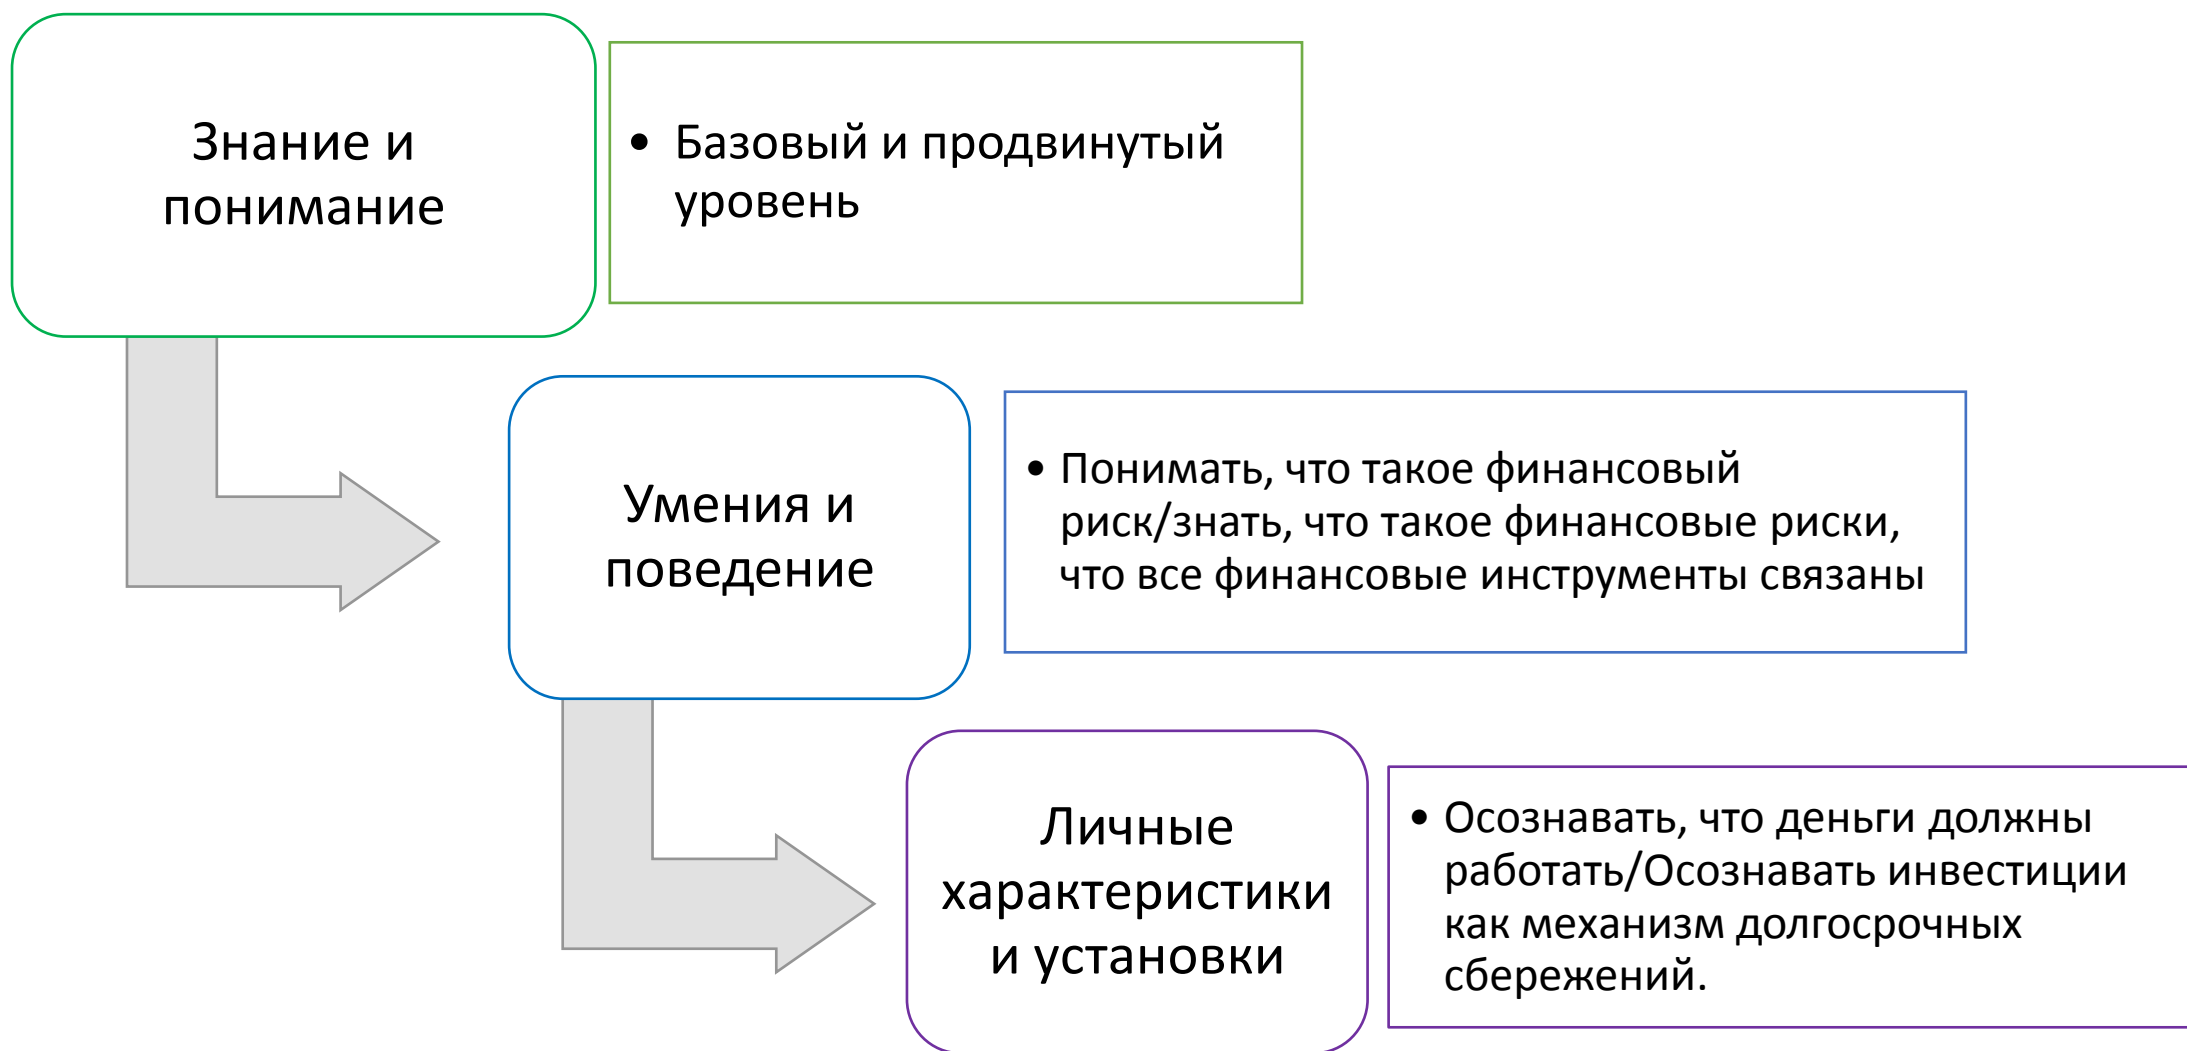 Знание и
понимание
• Базовый и продвинутый
уровень
Умения и
поведение
• Понимать, что такое финансовый
риск/знать, что такое финансовые риски,
что все финансовые инструменты связаны
Личные
характеристики
и установки
• Осознавать, что деньги должны
работать/Осознавать инвестиции
как механизм долгосрочных
сбережений.